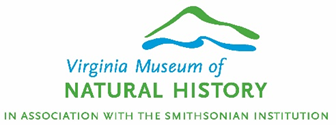 Virginia Museum of
NATURAL HISTORY
IN ASSOCIATION WITH THE SMITHSONIAN INSTITUTION